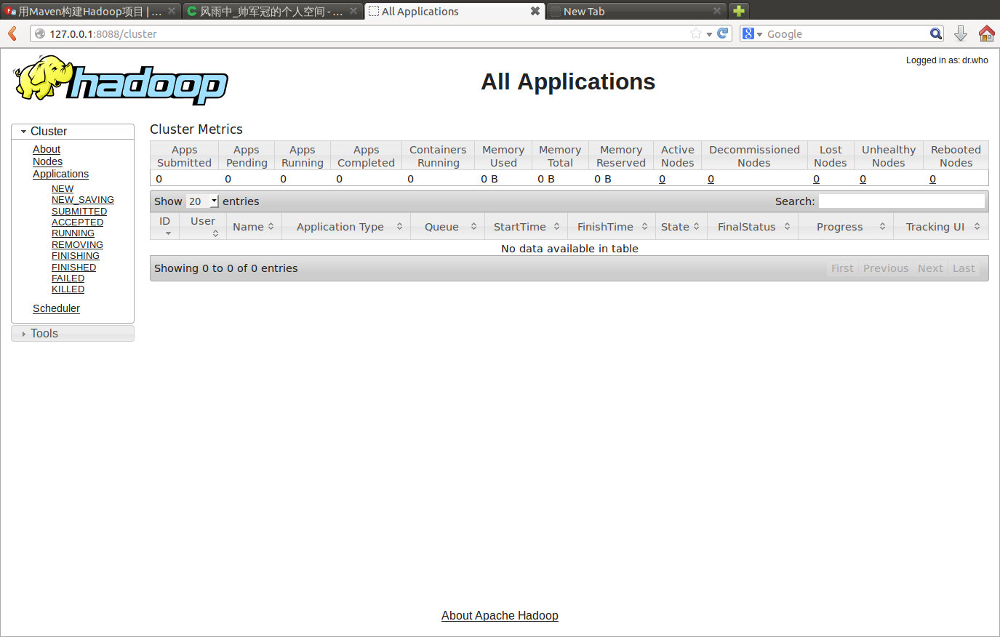 用Maven构建Hadoop项目 | ...
风雨中_帅军冠的个人空间 - ...
All Applications
New Tab
127.0.0.1:8088/cluster
Google
hadoop
All Applications
Logged in as: dr.who
Cluster
About
Nodes
Applications
NEW
NEW_SAVING
SUBMITTED
ACCEPTED
RUNNING
REMOVING
FINISHING
FINISHED
FAILED
KILLED
Scheduler
Tools
Cluster Metrics
Apps Submitted Apps Pending Apps Running Apps Completed Containers Running Memory Used Memory Total Memory Reserved Active Nodes Decommissioned Nodes Lost Nodes Unhealthy Nodes Rebooted Nodes
0 0 0 0 0 0 B 0 B 0 B 0 0 0 0 0
Show 20 entries Search:
ID User Name Application Type Queue StartTime FinishTime State FinalStatus Progress Tracking UI
No data available in table
Showing 0 to 0 of 0 entries First Previous Next Last
About Apache Hadoop